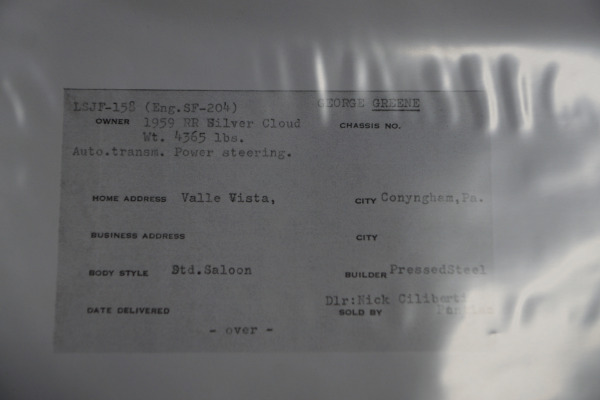 LSJF-158 (Eng.SF-204) GEORGE GREENE
OWNER 1959 RR Silver Cloud CHASSIS NO.
Wt. 4365 lbs.
Auto.transm. Power steering.
HOME ADDRESS Valle Vista, CITY Conyngham,Pa.
BUSINESS ADDRESS CITY
BODY STYLE Std.Saloon BUILDER PressedSteel
Dlr:Nick
DATE DELIVERED SOLD BY
- over -